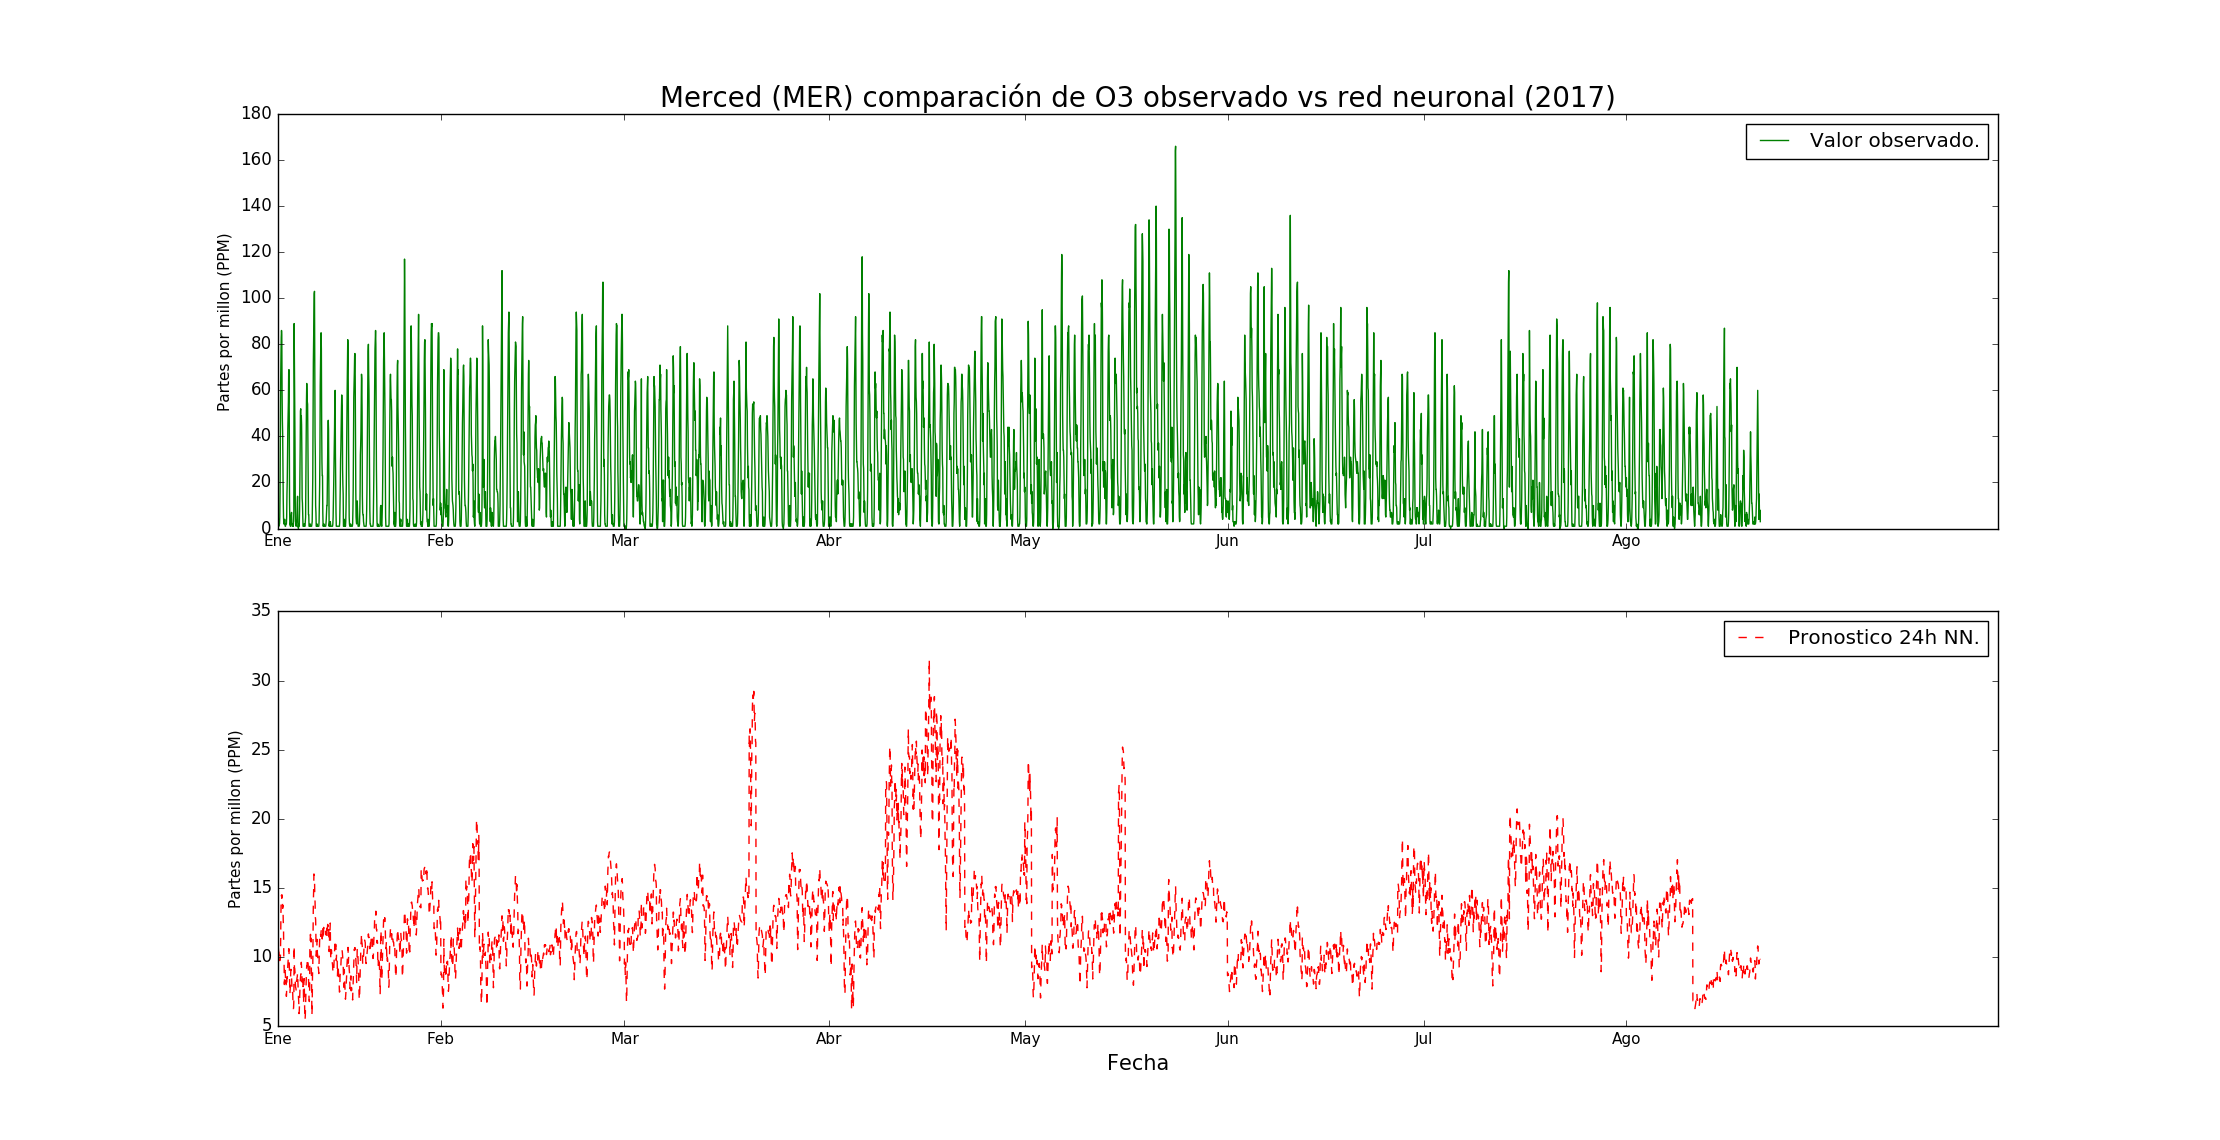 Merced (MER) comparación de O3 observado vs red neuronal (2017)
180
160
140
120
100
80
60
40
20
0
Partes por millon (PPM)
Valor observado.
Ene Feb Mar Abr May Jun Jul Ago
35
30
25
20
15
10
5
Partes por millon (PPM)
Pronostico 24h NN.
Ene Feb Mar Abr May Jun Jul Ago
Fecha